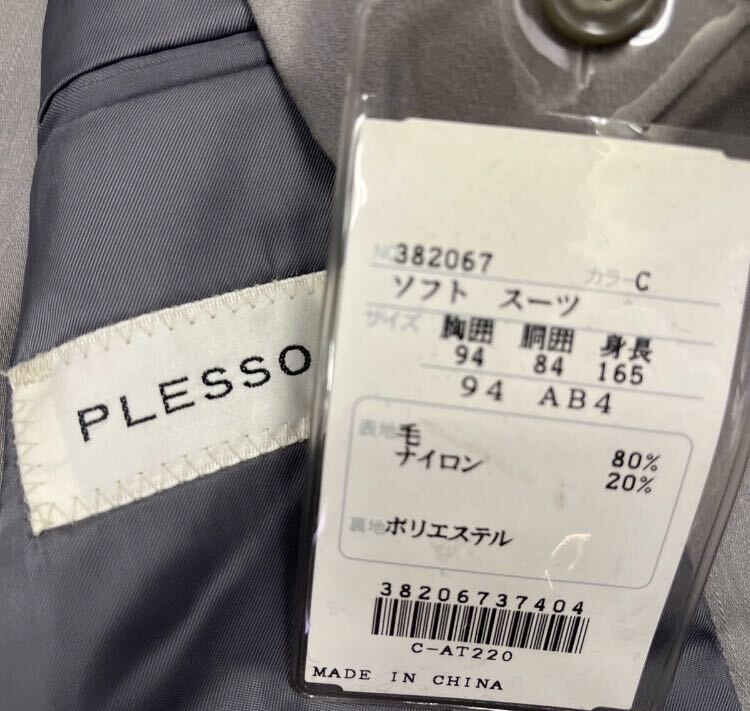 PLESSO
NO 382067 カラー C
ソフト スーツ
サイズ 胸囲 胴囲 身長
94 84 165
94 AB4
表地 毛 80%
ナイロン 20%
裏地 ポリエステル
38206737404
C-AT220
MADE IN CHINA